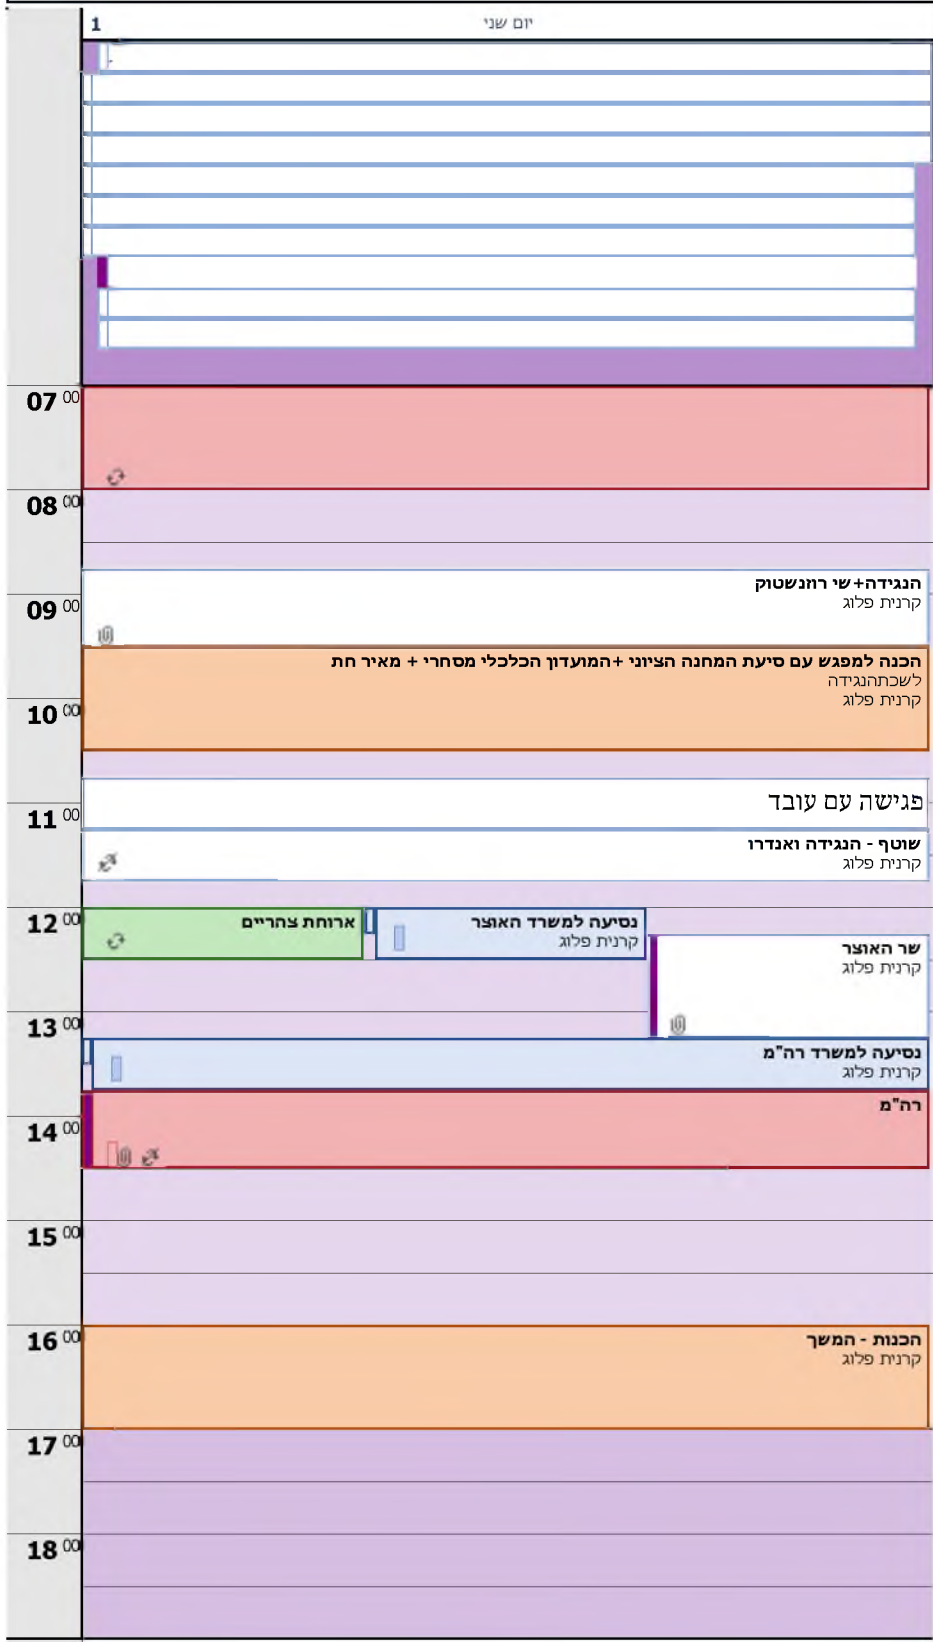 יום שני 1
07 00
08 00
הנגידה+שי רוזנשטוק
קרנית פלוג
09 00
הכנה למפגש עם סיעת המחנה הציוני +המועדון הכלכלי מסחרי + מאיר חת
לשכתהנגידה
קרנית פלוג
10 00
פגישה עם עובד
11 00
שוטף - הנגידה ואנדרו
קרנית פלוג
12 00
נסיעה למשרד האוצר
קרנית פלוג
ארוחת צהריים
שר האוצר
קרנית פלוג
13 00
נסיעה למשרד רה"מ
קרנית פלוג
רה"מ
14 00
15 00
16 00
הכנות - המשך
קרנית פלוג
17 00
18 00